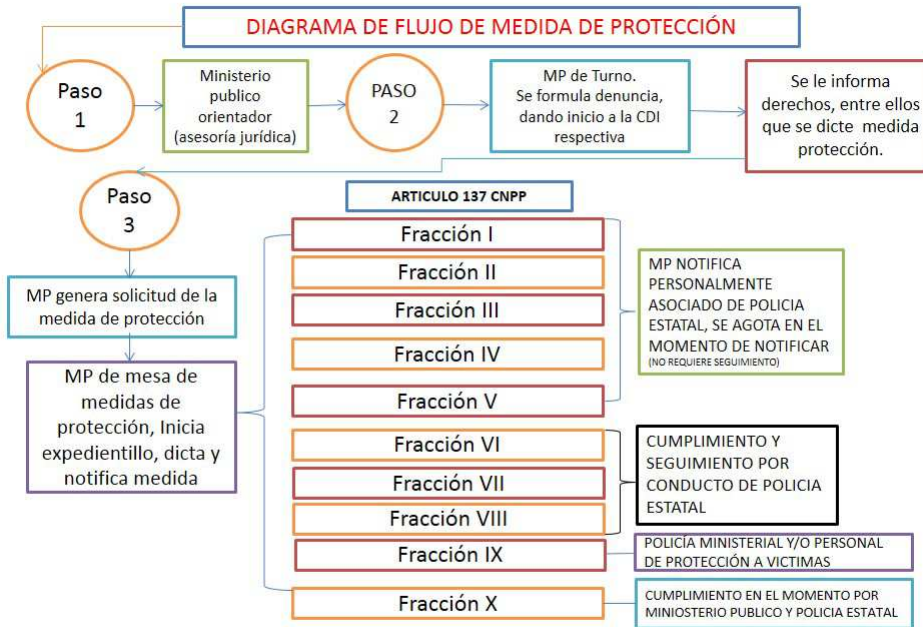 DIAGRAMA DE FLUJO DE MEDIDA DE PROTECCIÓN
Paso
1
Ministerio
publico
orientador
(asesoría jurídica)
PASO
2
MP de Turno.
Se formula denuncia,
dando inicio a la CDI
respectiva
Se le informa
derechos, entre ellos
que se dicte medida
protección.
Paso
3
MP genera solicitud de la
medida de protección
MP de mesa de
medidas de
protección, Inicia
expedientillo, dicta y
notifica medida
ARTICULO 137 CNPP
Fracción I
Fracción II
Fracción III
Fracción IV
Fracción V
Fracción VI
Fracción VII
Fracción VIII
Fracción IX
Fracción X
MP NOTIFICA
PERSONALMENTE
ASOCIADO DE POLICIA
ESTATAL, SE AGOTA EN EL
MOMENTO DE NOTIFICAR
(NO REQUIERE SEGUIMIENTO)
CUMPLIMIENTO Y
SEGUIMIENTO POR
CONDUCTO DE POLICIA
ESTATAL
POLICÍA MINISTERIAL Y/O PERSONAL
DE PROTECCIÓN A VICTIMAS
CUMPLIMIENTO EN EL MOMENTO POR
MINIOSTERIO PUBLICO Y POLICIA ESTATAL